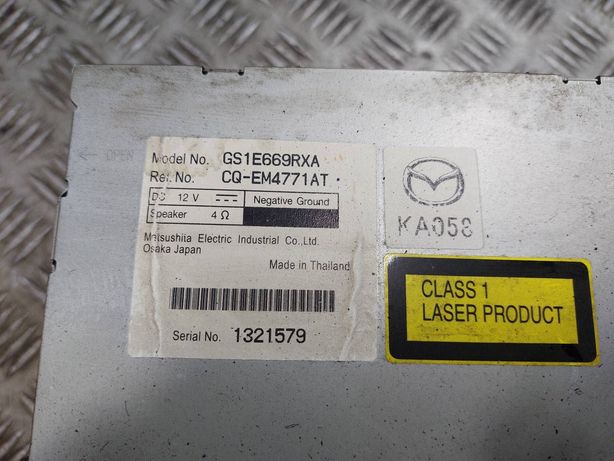 OPEN
Model No. GS1E669RXA
Ref. No. CQ-EM4771AT
DC 12 V Negative Ground
Speaker 4 Ω
Matsushita Electric Industrial Co.,Ltd.
Osaka Japan
Made in Thailand
Serial No. 1321579
KA058
CLASS 1
LASER PRODUCT